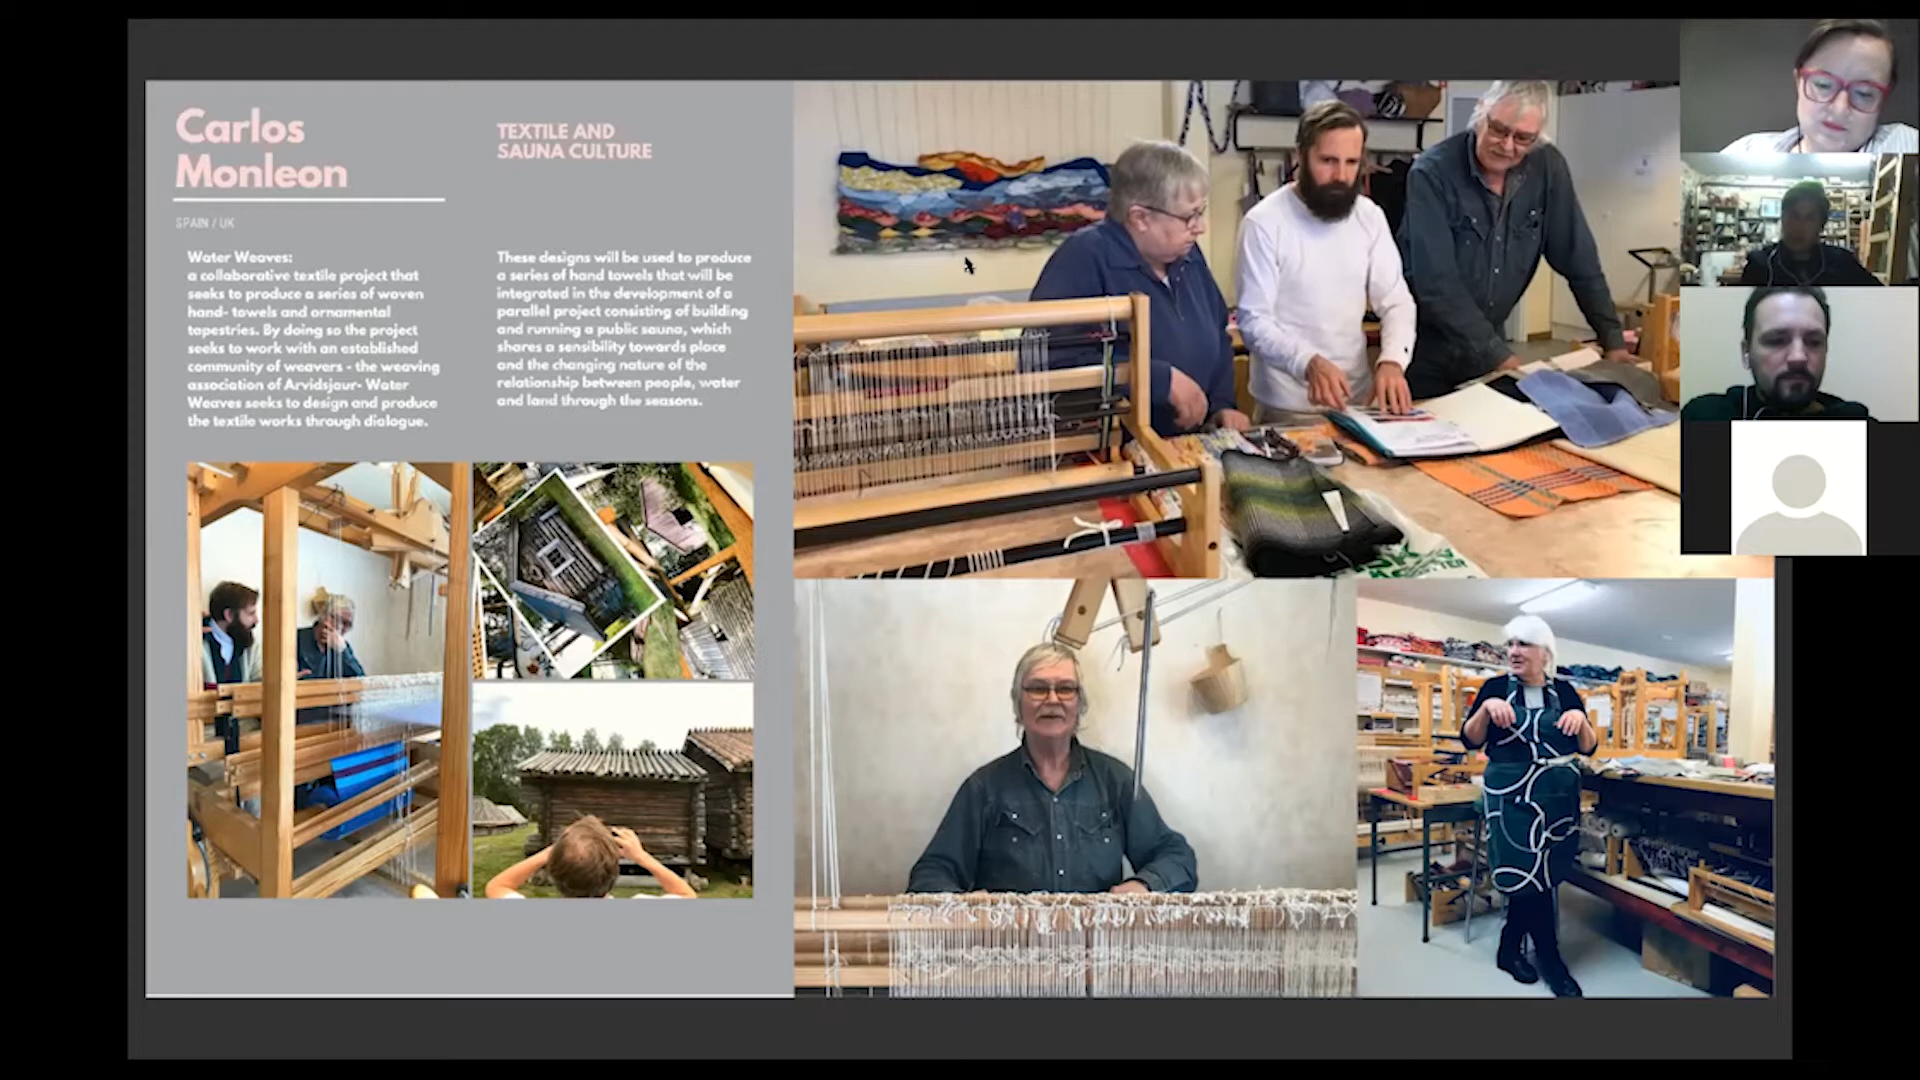 Carlos
Monleon
SPAIN / UK
Water Weaves:
a collaborative textile project that
seeks to produce a series of woven
hand- towels and ornamental
tapestries. By doing so the project
seeks to work with an established
community of weavers - the weaving
association of Arvidsjaur- Water
Weaves seeks to design and produce
the textile works through dialogue.
TEXTILE AND
SAUNA CULTURE
These designs will be used to produce
a series of hand towels that will be
integrated in the development of a
parallel project consisting of building
and running a public sauna, which
shares a sensibility towards place
and the changing nature of the
relationship between people, water
and land through the seasons.